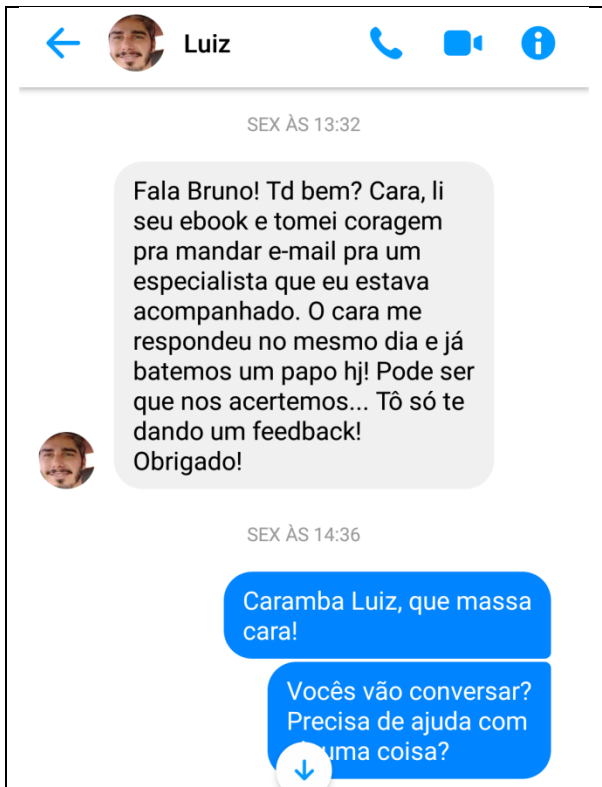 Luiz
SEX ÀS 13:32
Fala Bruno! Td bem? Cara, li
seu ebook e tomei coragem
pra mandar e-mail pra um
especialista que eu estava
acompanhado. O cara me
respondeu no mesmo dia e já
batemos um papo hj! Pode ser
que nos acertemos... Tô só te
dando um feedback!
Obrigado!
SEX ÀS 14:36
Caramba Luiz, que massa
cara!
Vocês vão conversar?
Precisa de ajuda com
coisa?